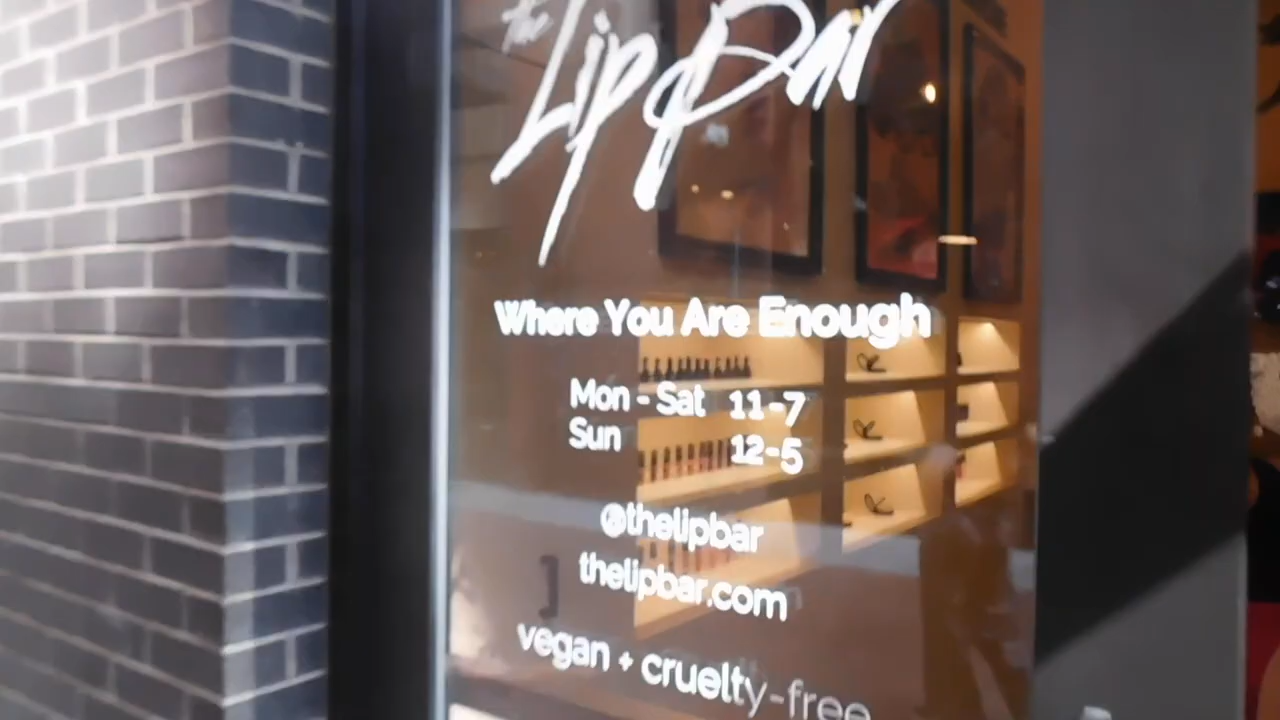 the
Lip Bar
Where You Are Enough
Mon - Sat 11-7
Sun 12-5
@thelipbar
thelipbar.com
vegan + cruelty-free